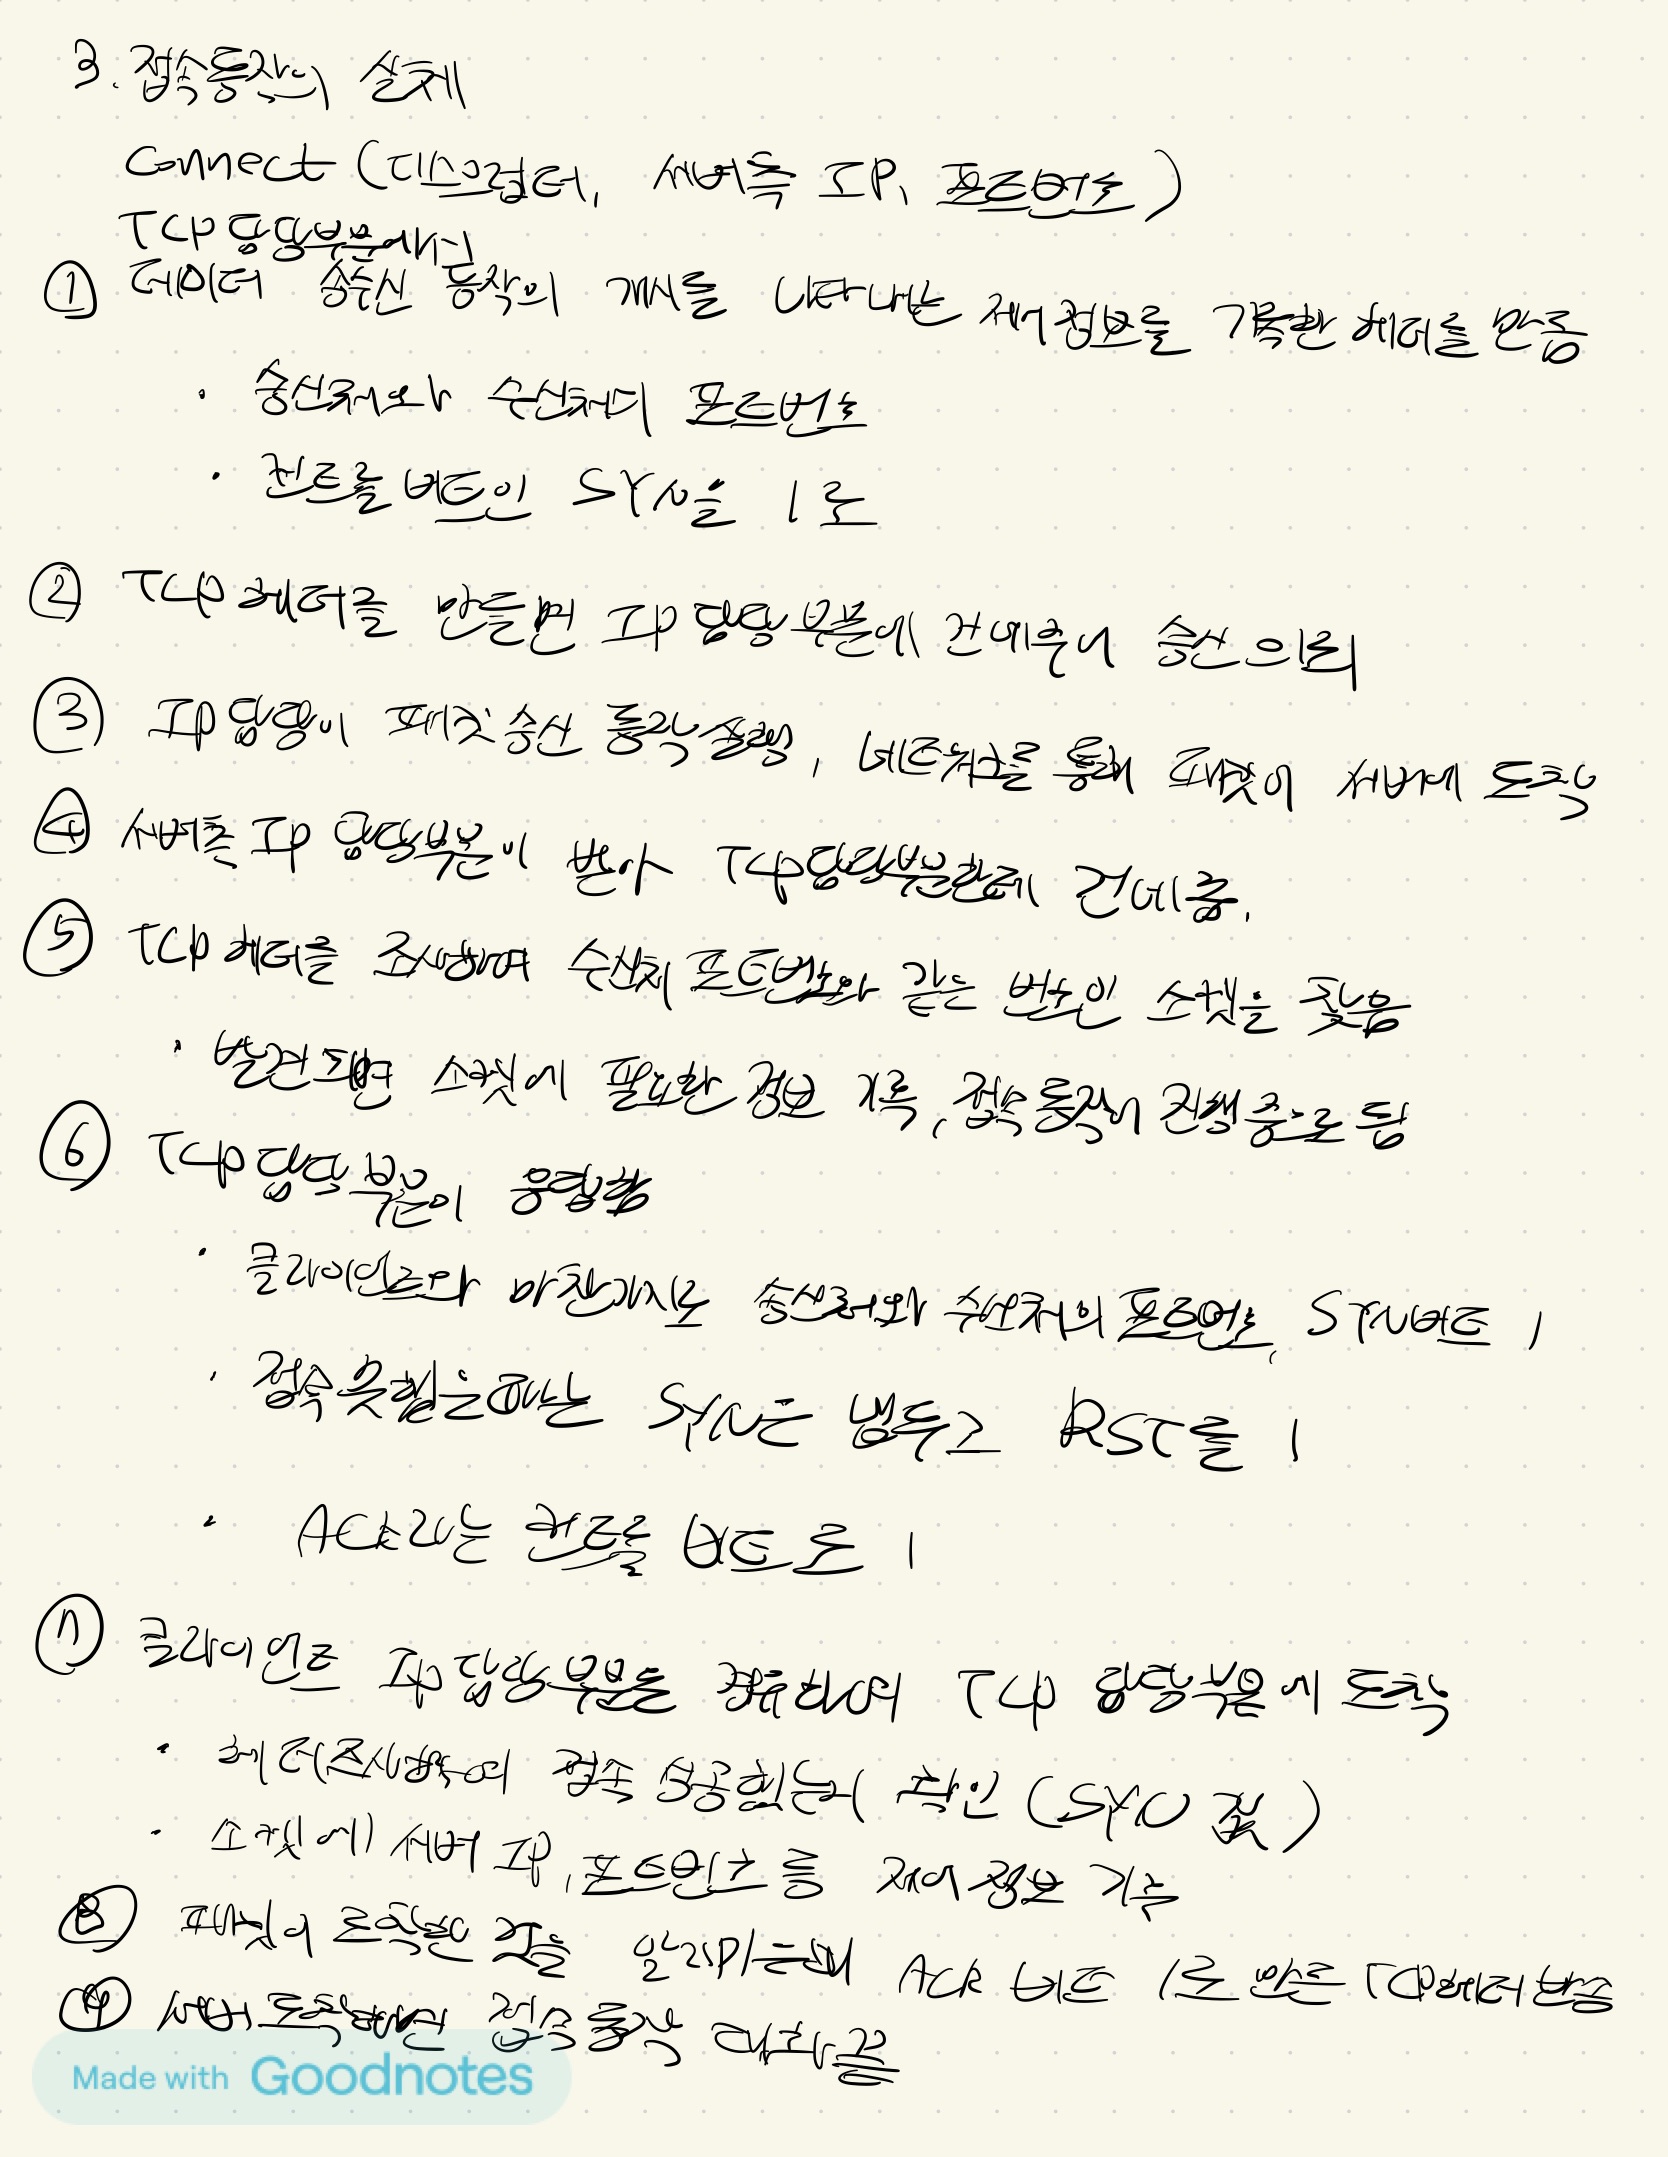 3. 접속동작의 실체
Connect (디스크립터, 서버측 IP, 포트번호)
TCP 담당부문에서
① 데이터 송수신 동작의 개시를 나타내는 제어정보를 기록한 헤더를 만듬
· 송신처와 수신처의 포트번호
· 컨트롤 비트인 SYN을 1로
② TCP 헤더를 만들면 IP 담당 부분에 건네주니 송신 의뢰
③ IP 담당이 패킷 송신 동작 실행, 네트워크를 통해 패킷이 서버에 도착
④ 서버측 IP 담당부분이 받아 TCP담당부분한테 건네줌.
⑤ TCP 헤더를 조사하여 수신처 포트번호와 같은 번호인 소켓을 찾음
· 발견되면 소켓에 필요한 정보 기록, 접속 동작이 진행중으로 됨
⑥ TCP 담당 부분이 응답함
· 클라이언트와 마찬가지로 송신처와 수신처의 포트번호, SYN비트 1
· 접속 못했을때는 SYN은 냅두고 RST를 1
· ACK라는 컨트롤 비트로 1
⑦ 클라이언트 IP 담당부분을 경유하여 TCP 담당부분에 도착
· 헤더조사하여 접속 성공했는지 확인 (SYN 값)
· 소켓에 서버 IP, 포트번호 등 제어정보 기록
⑧ 패킷이 도착한 것을 알리기 위해 ACK 비트 1로 만든 TCP헤더 반송
⑨ 서버 도착하면 접속 동작 대화 끝
Made with Goodnotes